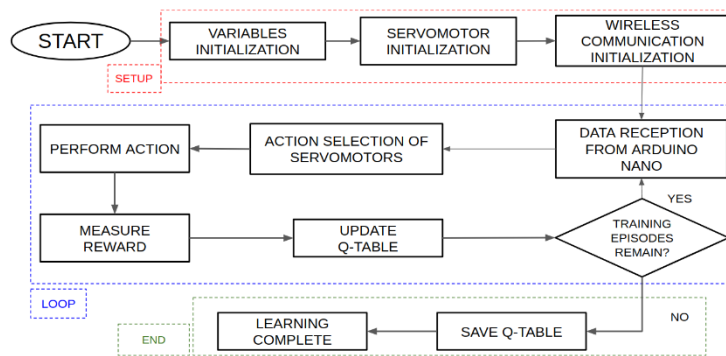 START
VARIABLES
INITIALIZATION
SERVOMOTOR
INITIALIZATION
WIRELESS
COMMUNICATION
INITIALIZATION
SETUP
PERFORM ACTION
ACTION SELECTION OF
SERVOMOTORS
DATA RECEPTION
FROM ARDUINO
NANO
YES
MEASURE
REWARD
UPDATE
Q-TABLE
TRAINING
EPISODES
REMAIN?
LOOP
NO
END
LEARNING
COMPLETE
SAVE Q-TABLE